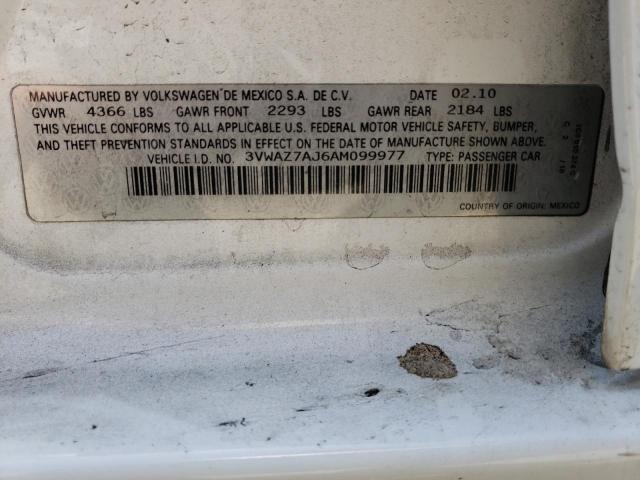 MANUFACTURED BY VOLKSWAGEN DE MEXICO S.A. DE C.V. DATE 02.10
GVWR 4366 LBS GAWR FRONT 2293 LBS GAWR REAR 2184 LBS
THIS VEHICLE CONFORMS TO ALL APPLICABLE U.S. FEDERAL MOTOR VEHICLE SAFETY, BUMPER,
AND THEFT PREVENTION STANDARDS IN EFFECT ON THE DATE OF MANUFACTURE SHOWN ABOVE.
VEHICLE I.D. NO. 3VWAZ7AJ6AM099977 TYPE: PASSENGER CAR
COUNTRY OF ORIGIN: MEXICO